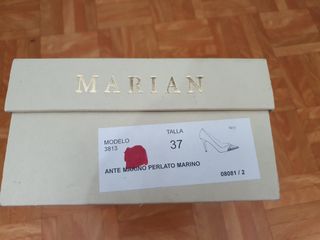 MARIAN
MODELO
3813
TALLA
37
ANTE MARINO PERLATO MARINO
08081 / 2